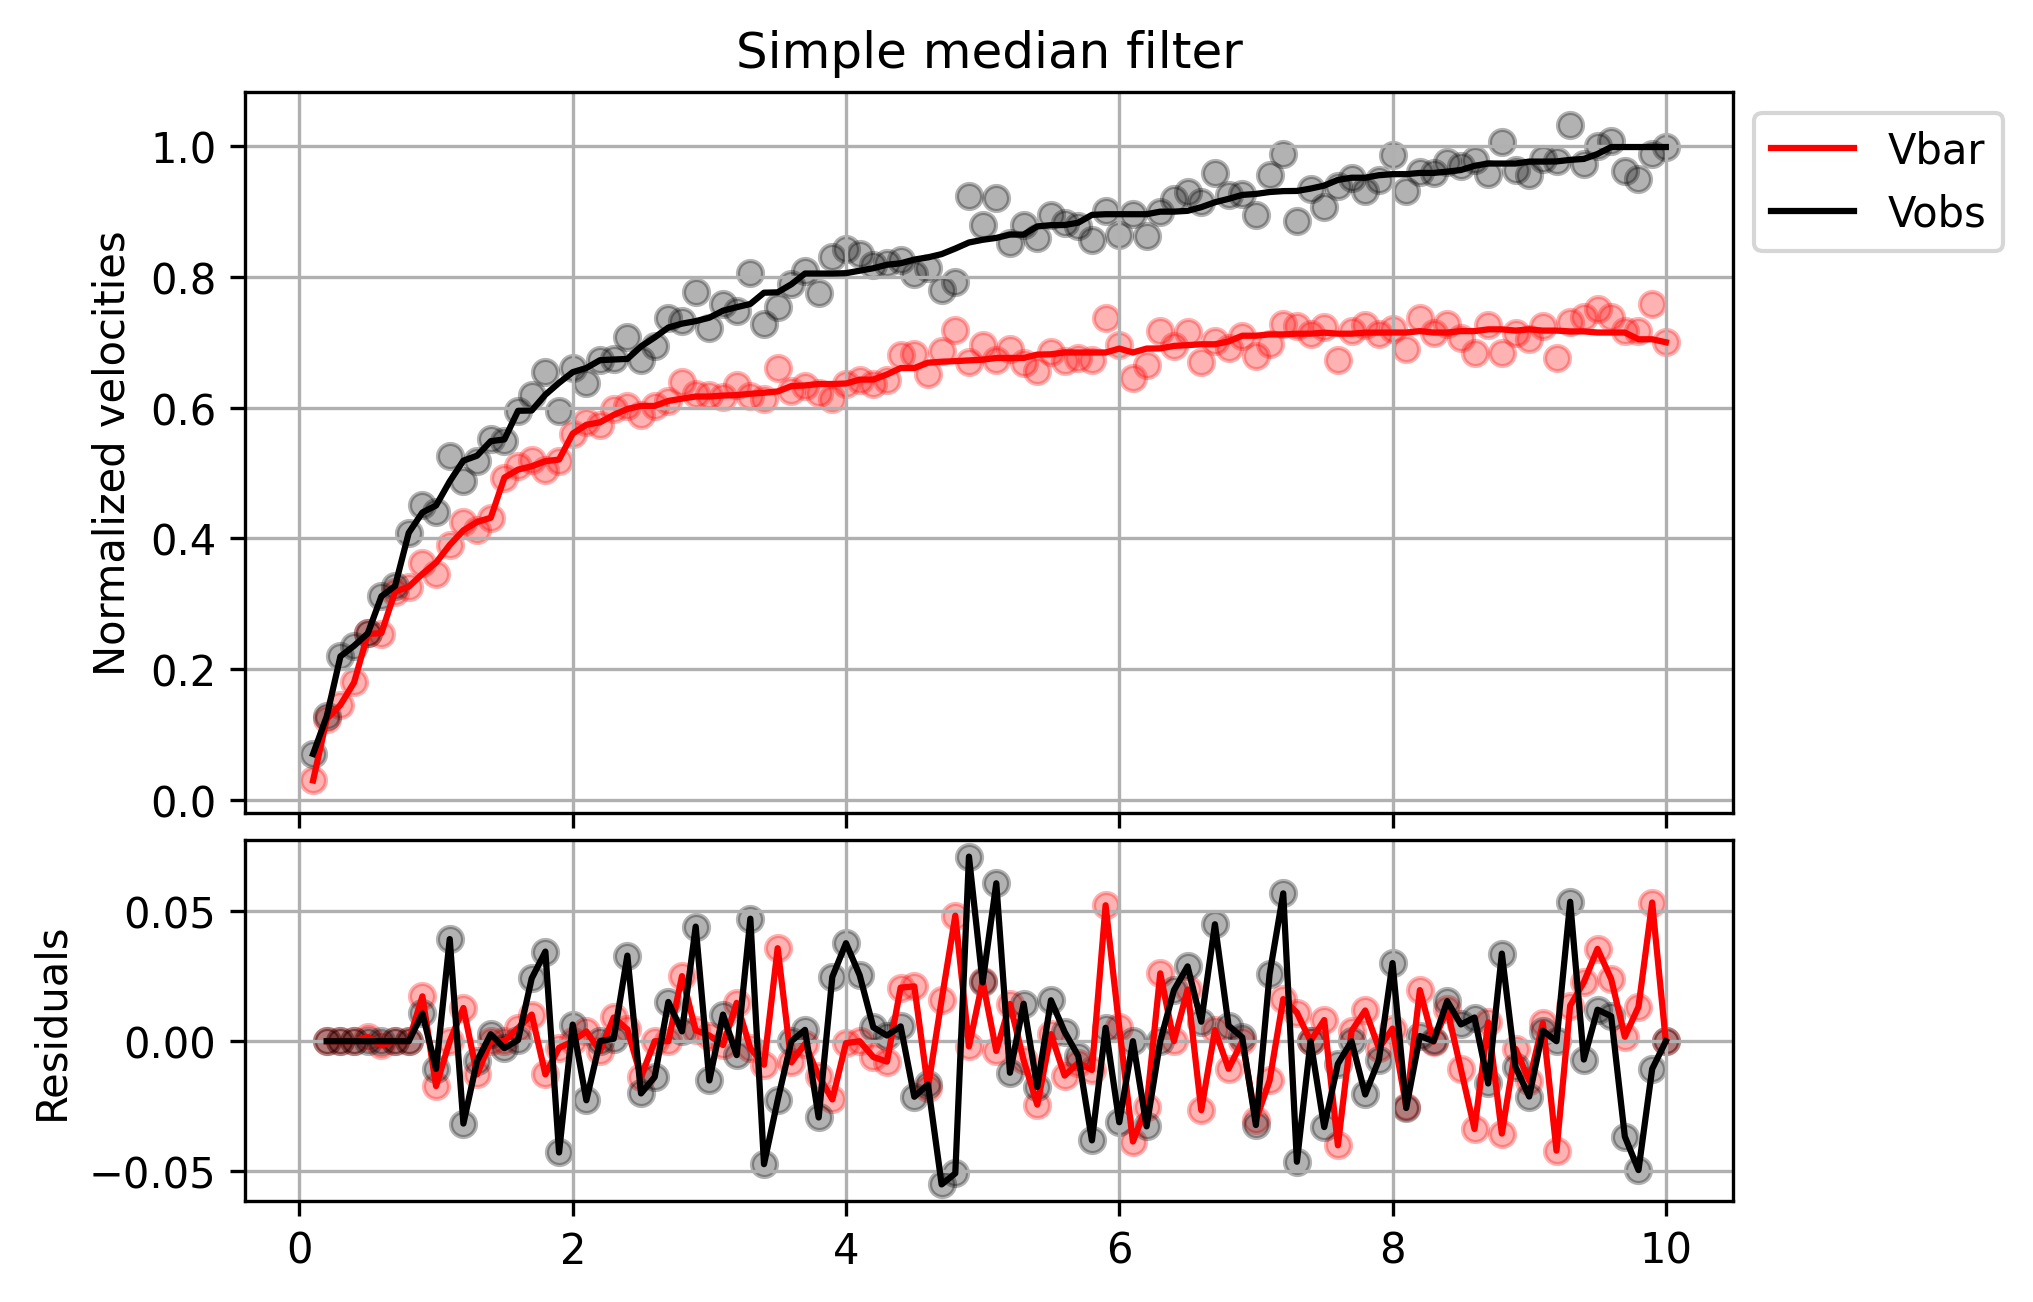 Simple median filter
1.0
0.8
0.6
0.4
0.2
0.0
Normalized velocities
Vbar
Vobs
0.05
0.00
−0.05
Residuals
0 2 4 6 8 10